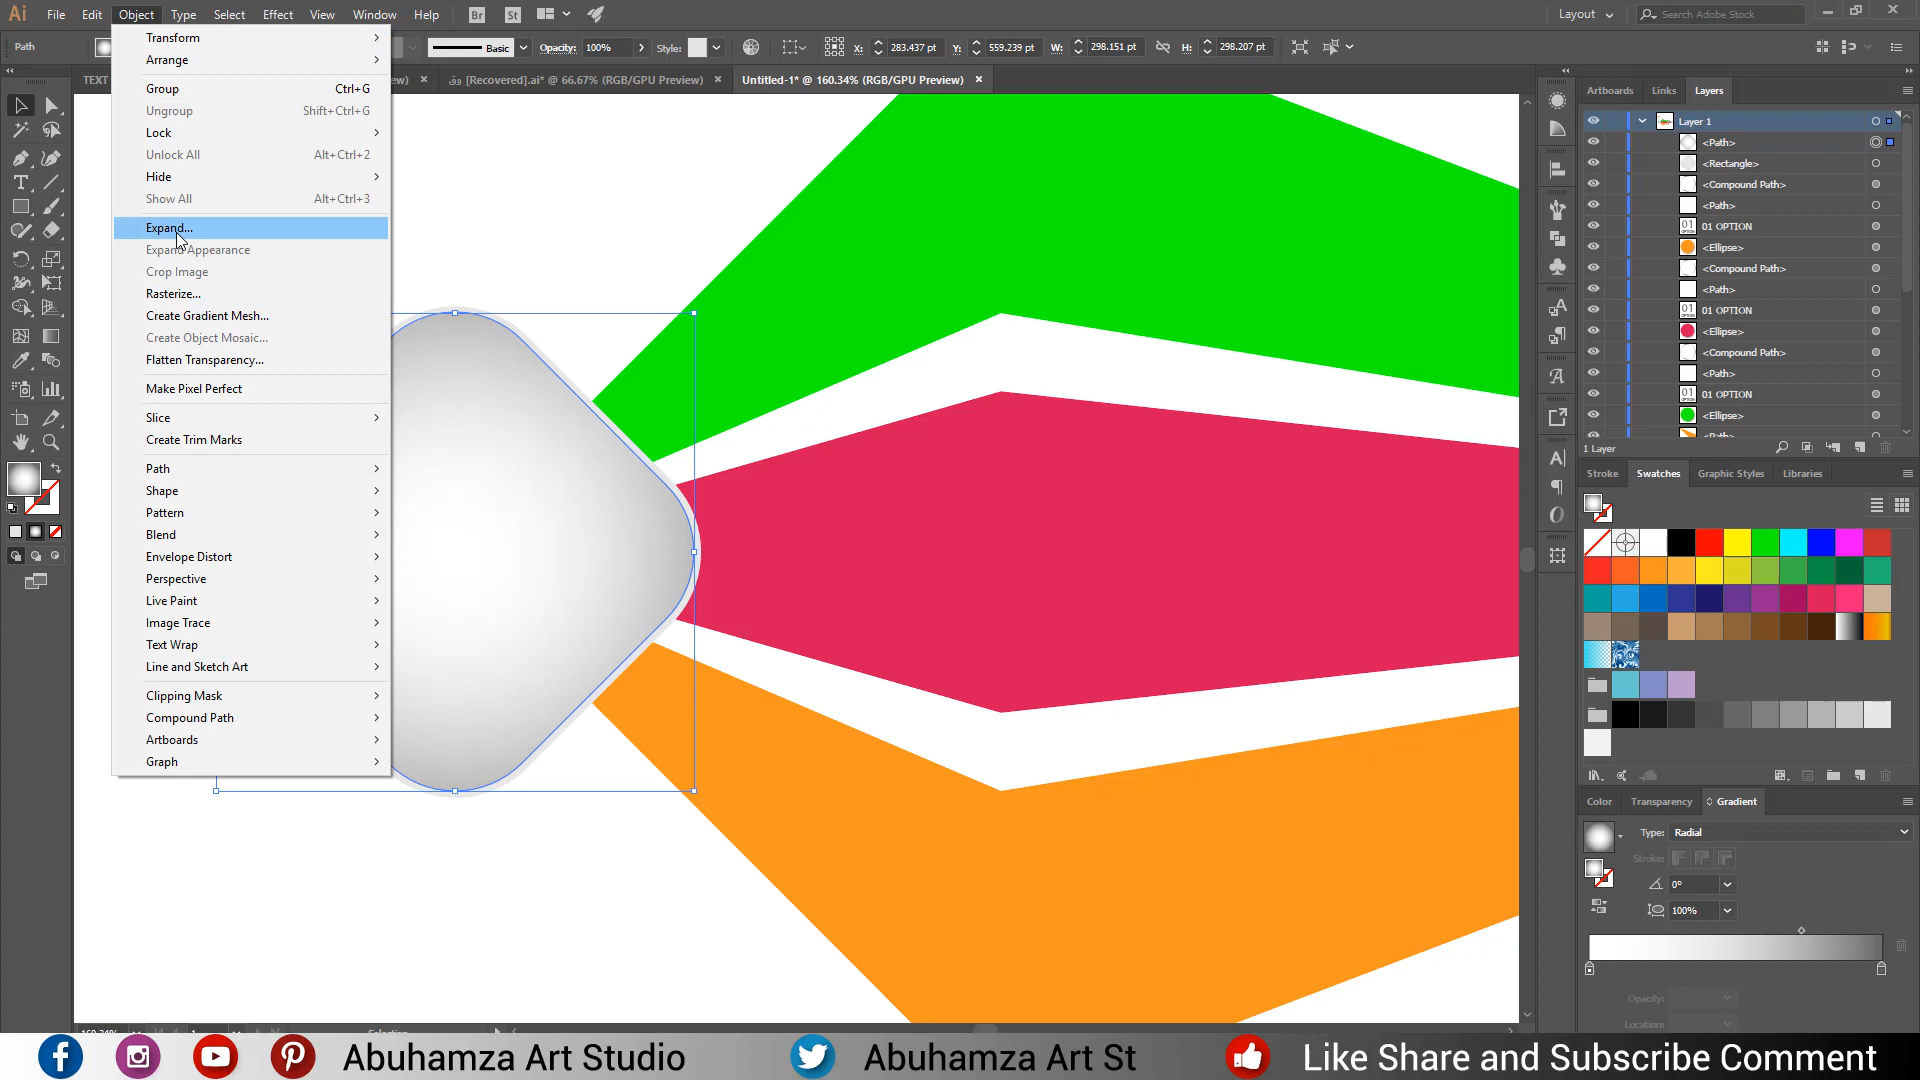 Ai File Edit Object Type Select Effect View Window Help Br St Layout Search Adobe Stock
Path Basic Opacity: 100% Style: X: 283.437 pt Y: 559.239 pt W: 298.151 pt H: 298.207 pt
TEXT [Recovered].ai* @ 66.67% (RGB/GPU Preview) Untitled-1* @ 160.34% (RGB/GPU Preview)
Transform
Arrange
Group Ctrl+G
Ungroup Shift+Ctrl+G
Lock
Unlock All Alt+Ctrl+2
Hide
Show All Alt+Ctrl+3
Expand...
Expand Appearance
Crop Image
Rasterize...
Create Gradient Mesh...
Create Object Mosaic...
Flatten Transparency...
Make Pixel Perfect
Slice
Create Trim Marks
Path
Shape
Pattern
Blend
Envelope Distort
Perspective
Live Paint
Image Trace
Text Wrap
Line and Sketch Art
Clipping Mask
Compound Path
Artboards
Graph
Artboards Links Layers
Layer 1
<Path>
<Rectangle>
<Compound Path>
<Path>
01 OPTION
<Ellipse>
<Compound Path>
<Path>
01 OPTION
<Ellipse>
<Compound Path>
<Path>
01 OPTION
<Ellipse>
<Path>
1 Layer
Stroke Swatches Graphic Styles Libraries
Color Transparency Gradient
Type: Radial
Stroke:
0°
100%
Opacity:
Location:
160.34% 1 Selection
Abuhamza Art Studio Abuhamza Art St Like Share and Subscribe Comment